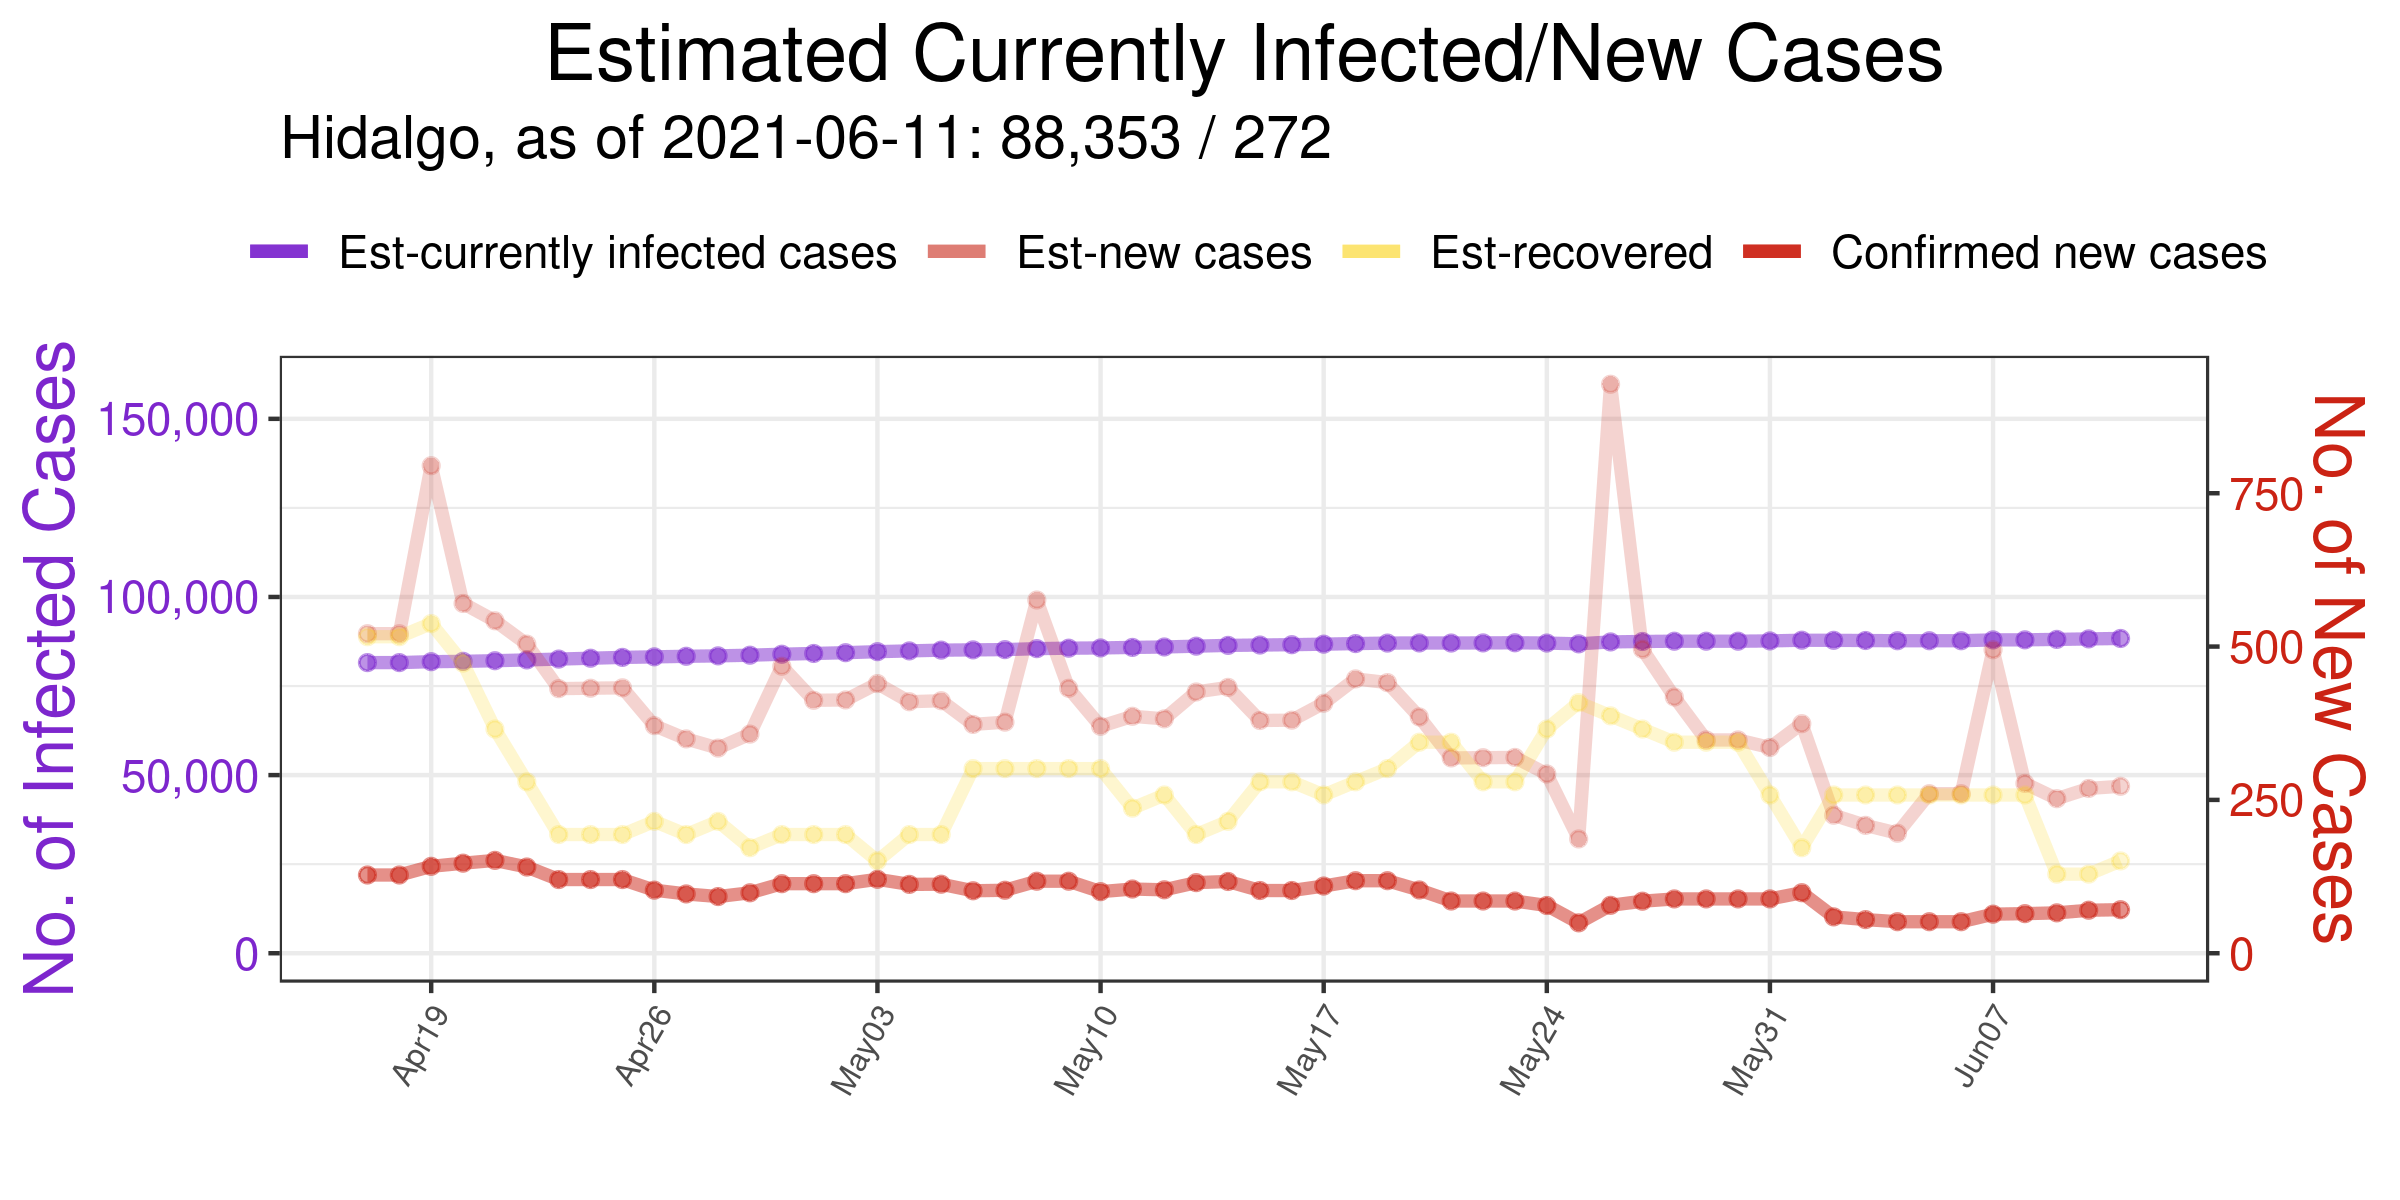 Estimated Currently Infected/New Cases
Hidalgo, as of 2021-06-11: 88,353 / 272
Est-currently infected cases Est-new cases Est-recovered Confirmed new cases
No. of Infected Cases
150,000
100,000
50,000
0
750
500
250
0
No. of New Cases
Apr19 Apr26 May03 May10 May17 May24 May31 Jun07